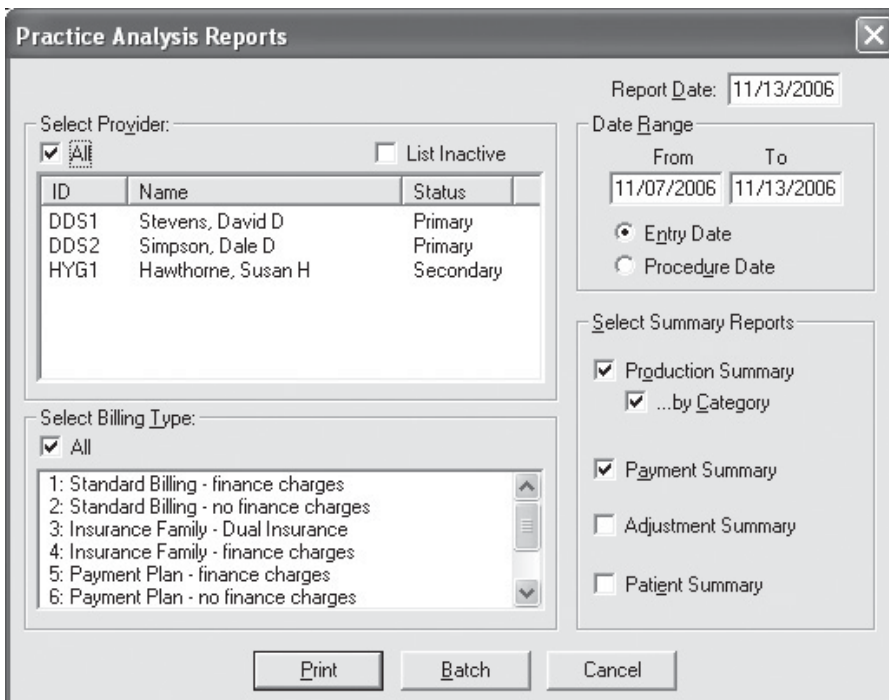 Practice Analysis Reports
Report Date: 11/13/2006
Select Provider:
All
List Inactive
ID Name Status
DDS1 Stevens, David D Primary
DDS2 Simpson, Dale D Primary
HYG1 Hawthorne, Susan H Secondary
Date Range
From To
11/07/2006 11/13/2006
Entry Date
Procedure Date
Select Billing Type:
All
1: Standard Billing - finance charges
2: Standard Billing - no finance charges
3: Insurance Family - Dual Insurance
4: Insurance Family - finance charges
5: Payment Plan - finance charges
6: Payment Plan - no finance charges
Select Summary Reports
Production Summary
...by Category
Payment Summary
Adjustment Summary
Patient Summary
Print Batch Cancel